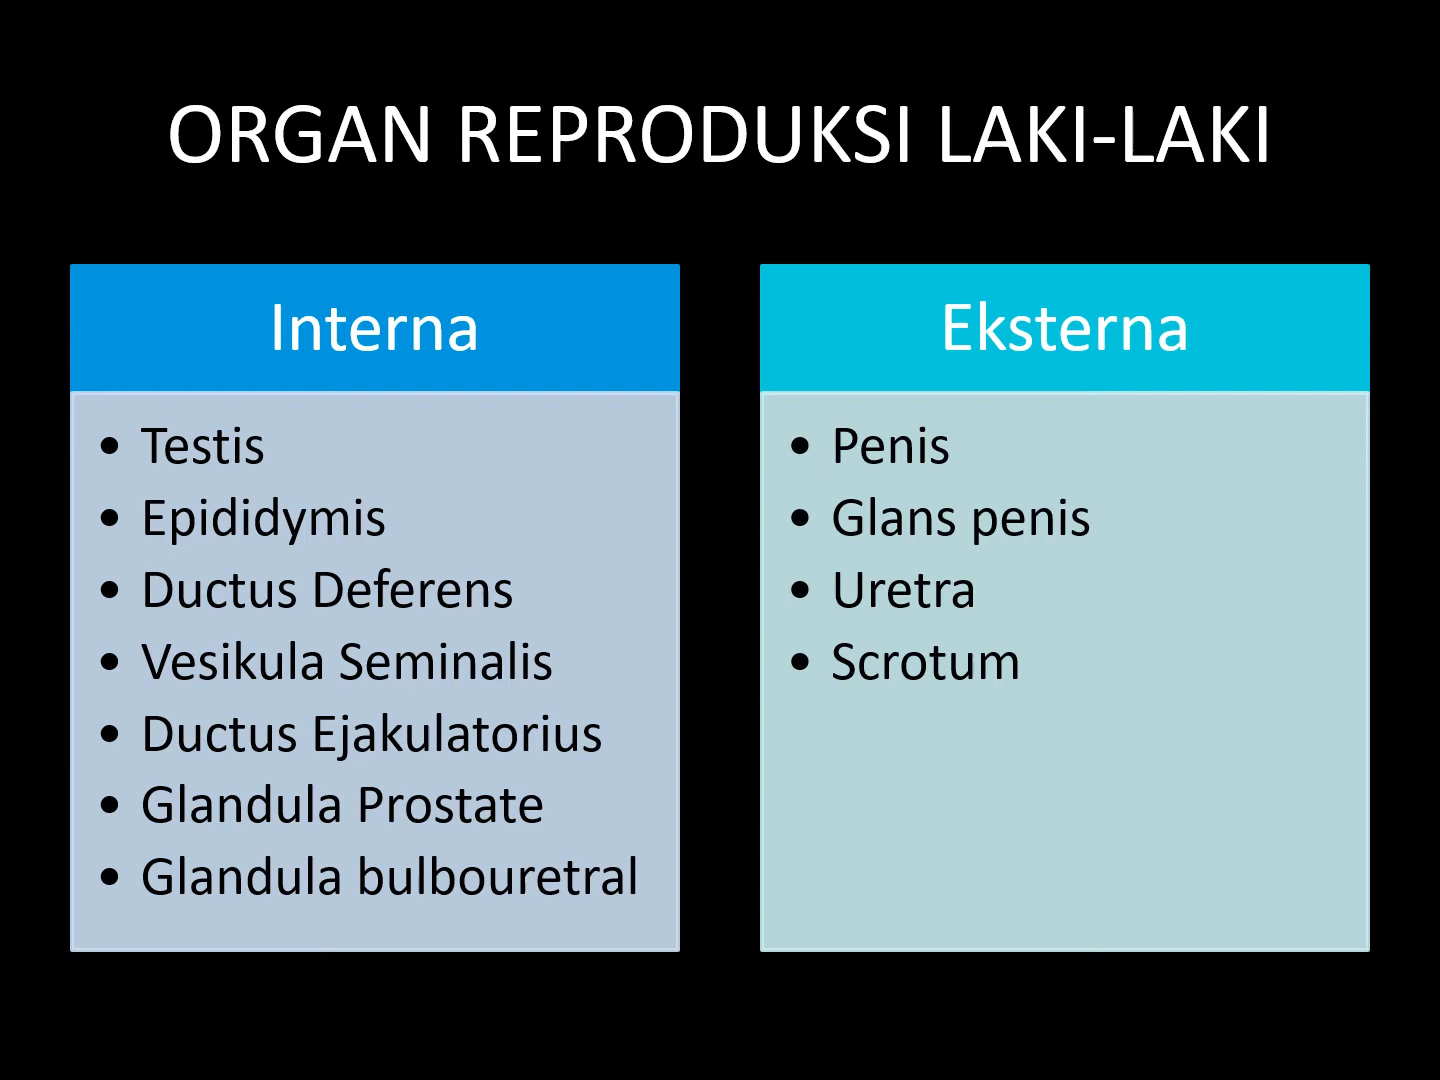 ORGAN REPRODUKSI LAKI-LAKI
Interna
• Testis
• Epididymis
• Ductus Deferens
• Vesikula Seminalis
• Ductus Ejakulatorius
• Glandula Prostate
• Glandula bulbouretral
Eksterna
• Penis
• Glans penis
• Uretra
• Scrotum